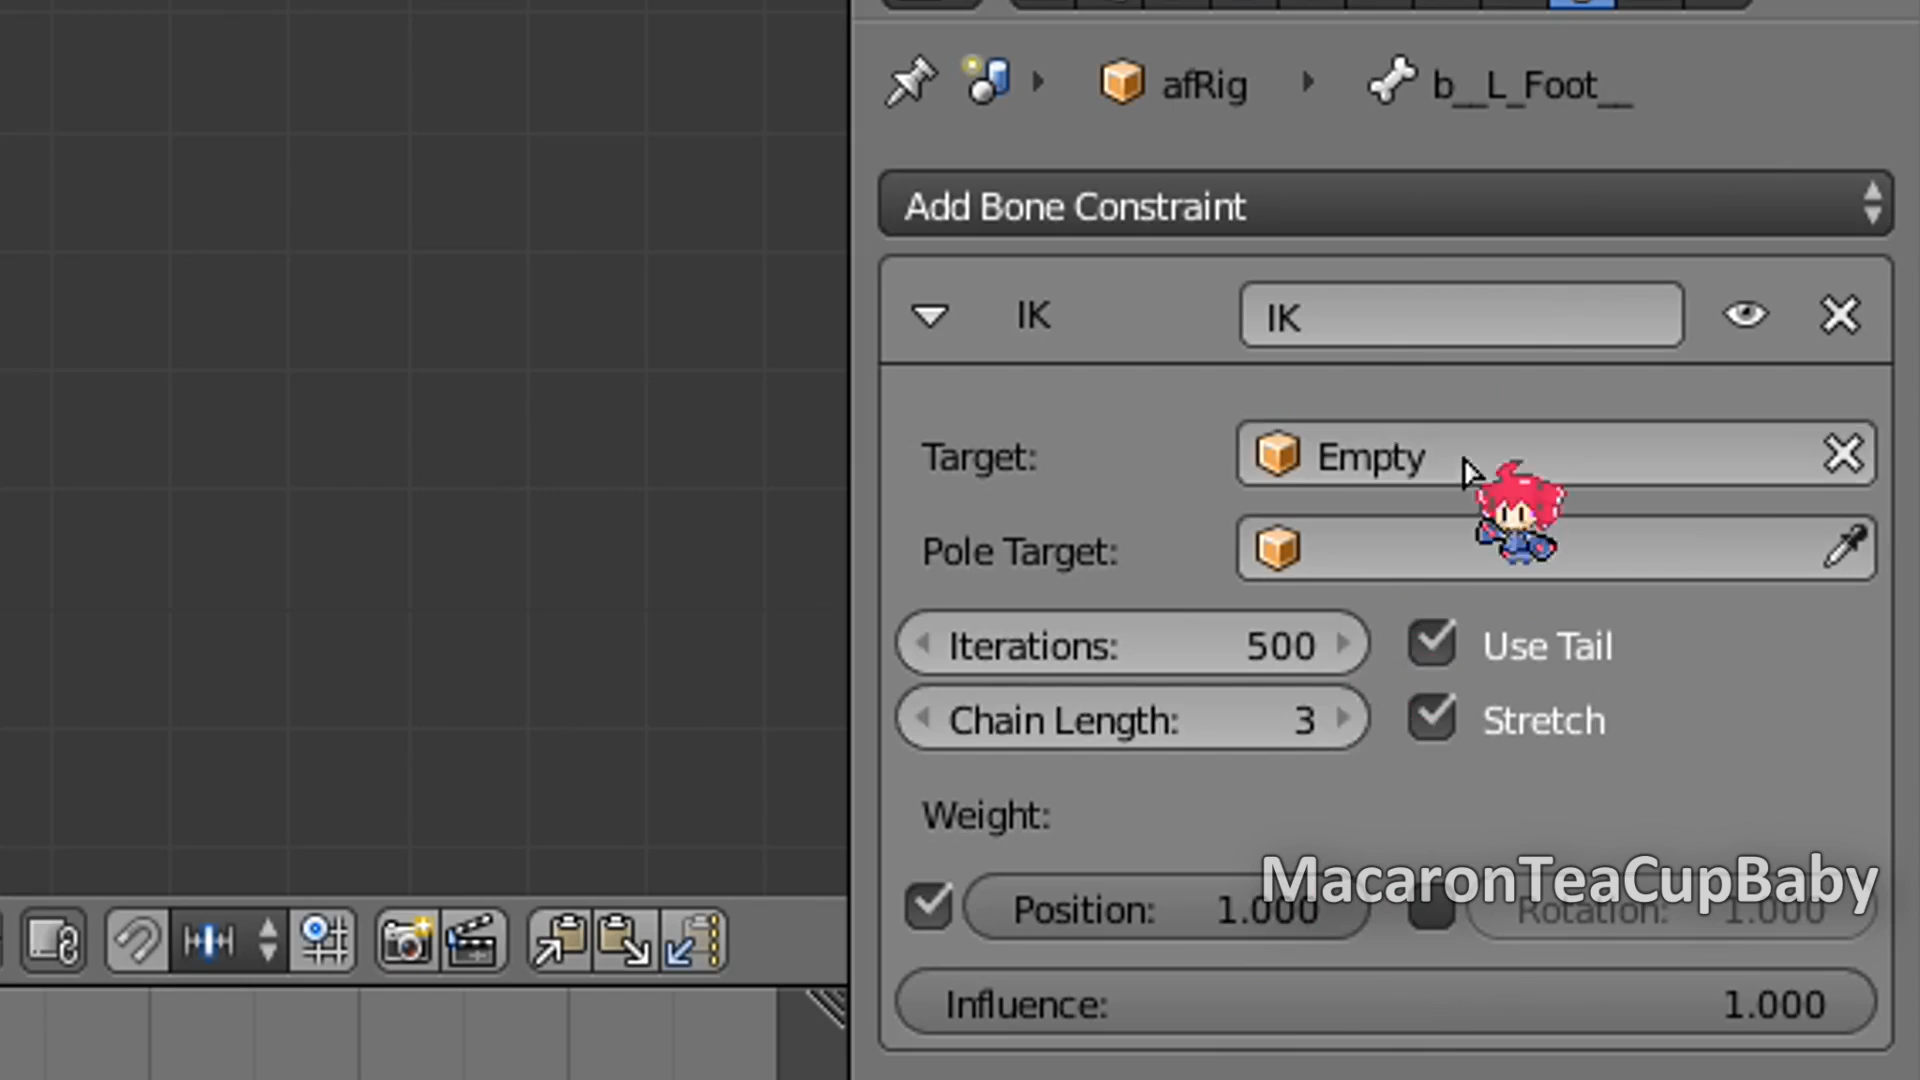 afRig
b__L_Foot__
Add Bone Constraint
IK
IK
Target:
Empty
Pole Target:
Iterations: 500
Use Tail
Chain Length: 3
Stretch
Weight:
MacaronTeaCupBaby
Position: 1.000
Rotation: 1.000
Influence: 1.000